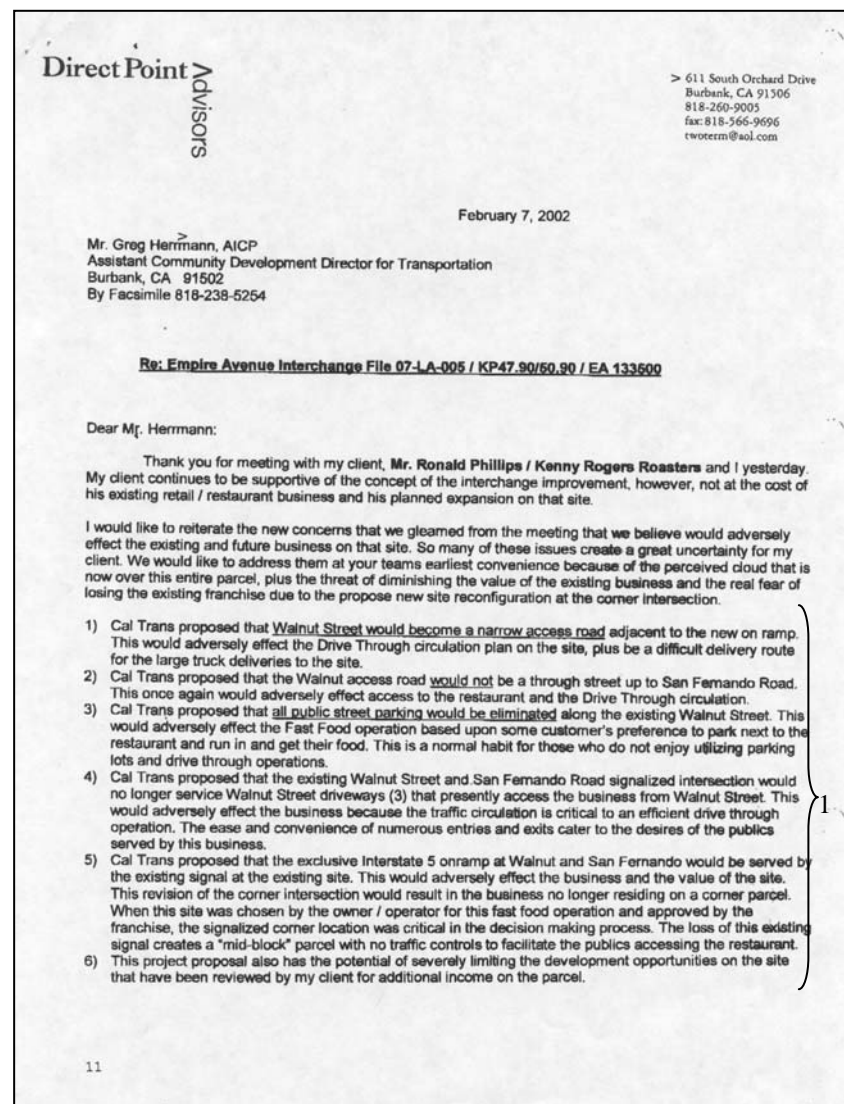 Direct Point
Advisors
> 611 South Orchard Drive
Burbank, CA 91506
818-260-9005
fax: 818-566-9696
twoterm@aol.com
February 7, 2002
>
Mr. Greg Herrmann, AICP
Assistant Community Development Director for Transportation
Burbank, CA 91502
By Facsimile 818-238-5254
Re: Empire Avenue Interchange File 07-LA-005 / KP47.90/50.90 / EA 133600
Dear Mr. Herrmann:
Thank you for meeting with my client, Mr. Ronald Phillips / Kenny Rogers Roasters and I yesterday.
My client continues to be supportive of the concept of the interchange improvement, however, not at the cost of
his existing retail / restaurant business and his planned expansion on that site.
I would like to reiterate the new concerns that we gleamed from the meeting that we believe would adversely
effect the existing and future business on that site. So many of these issues create a great uncertainty for my
client. We would like to address them at your teams earliest convenience because of the perceived cloud that is
now over this entire parcel, plus the threat of diminishing the value of the existing business and the real fear of
losing the existing franchise due to the propose new site reconfiguration at the corner intersection.
1) Cal Trans proposed that Walnut Street would become a narrow access road adjacent to the new on ramp.
This would adversely effect the Drive Through circulation plan on the site, plus be a difficult delivery route
for the large truck deliveries to the site.
2) Cal Trans proposed that the Walnut access road would not be a through street up to San Fernando Road.
This once again would adversely effect access to the restaurant and the Drive Through circulation.
3) Cal Trans proposed that all public street parking would be eliminated along the existing Walnut Street. This
would adversely effect the Fast Food operation based upon some customer's preference to park next to the
restaurant and run in and get their food. This is a normal habit for those who do not enjoy utilizing parking
lots and drive through operations.
4) Cal Trans proposed that the existing Walnut Street and San Fernando Road signalized intersection would
no longer service Walnut Street driveways (3) that presently access the business from Walnut Street. This
would adversely effect the business because the traffic circulation is critical to an efficient drive through
operation. The ease and convenience of numerous entries and exits cater to the desires of the publics
served by this business.
5) Cal Trans proposed that the exclusive Interstate 5 onramp at Walnut and San Fernando would be served by
the existing signal at the existing site. This would adversely effect the business and the value of the site.
This revision of the corner intersection would result in the business no longer residing on a corner parcel.
When this site was chosen by the owner / operator for this fast food operation and approved by the
franchise, the signalized corner location was critical in the decision making process. The loss of this existing
signal creates a "mid-block" parcel with no traffic controls to facilitate the publics accessing the restaurant.
6) This project proposal also has the potential of severely limiting the development opportunities on the site
that have been reviewed by my client for additional income on the parcel.
1
11